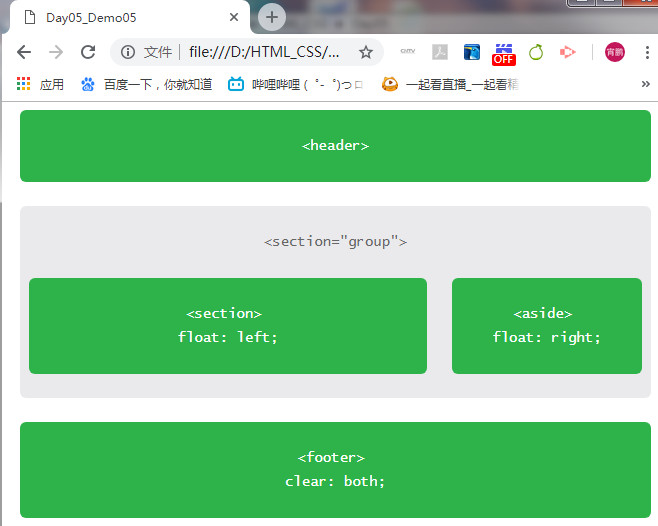 Day05_Demo05
文件 file:///D:/HTML_CSS/...
OFF
宵鹏
应用 百度一下，你就知道 哔哩哔哩 ( ゜- ゜)つロ 一起看直播_一起看精
<header>
<section="group">
<section>
float: left;
<aside>
float: right;
<footer>
clear: both;